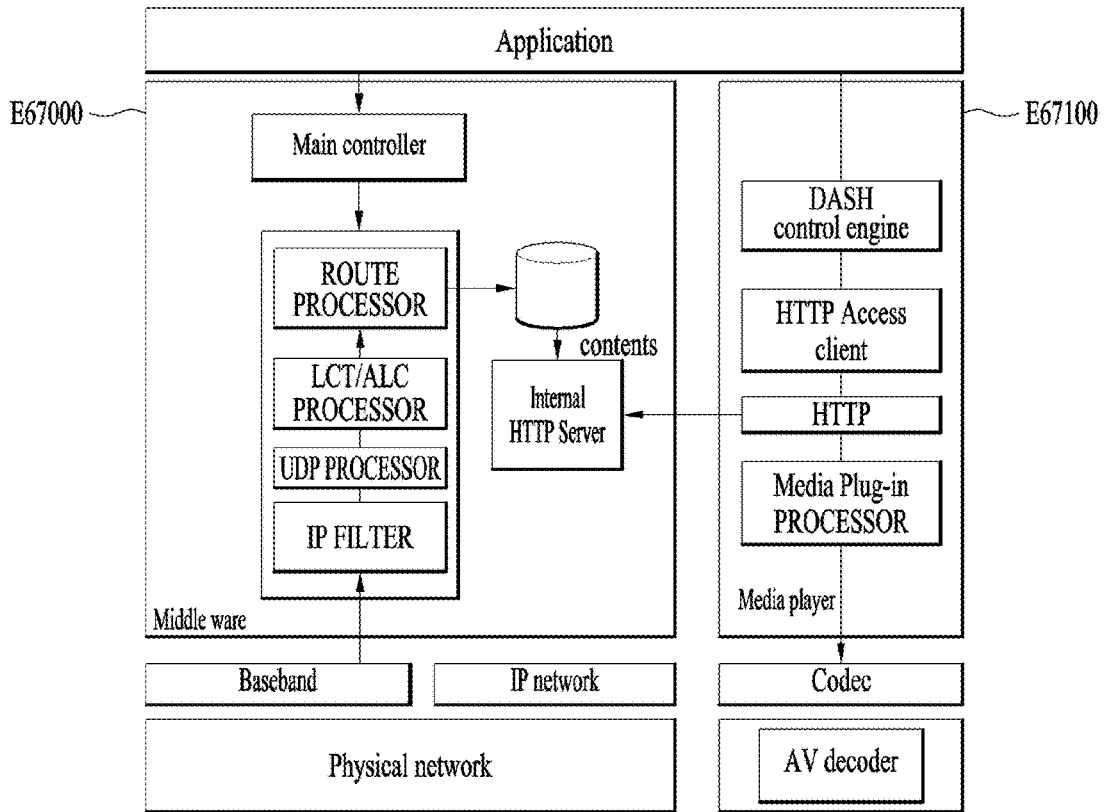 Application
E67000
E67100
Main controller
DASH
control engine
ROUTE
PROCESSOR
HTTP Access
client
contents
LCT/ALC
PROCESSOR
Internal
HTTP Server
HTTP
UDP PROCESSOR
Media Plug-in
PROCESSOR
IP FILTER
Middle ware
Media player
Baseband
IP network
Codec
Physical network
AV decoder